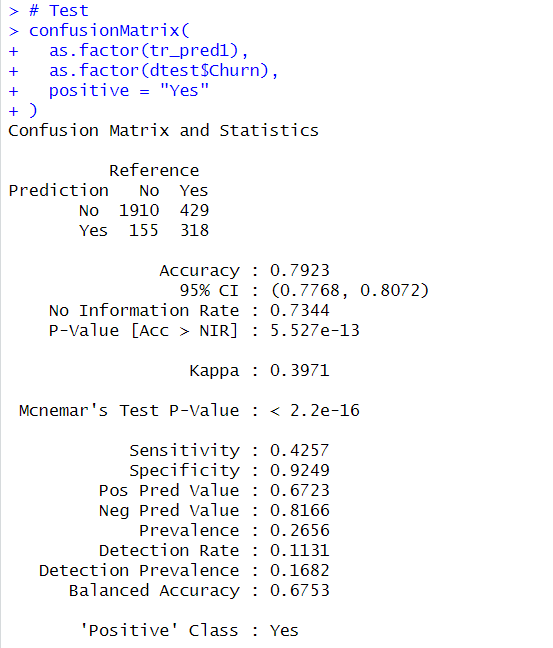 > # Test
> confusionMatrix(
+   as.factor(tr_pred1),
+   as.factor(dtest$Churn),
+   positive = "Yes"
+ )
Confusion Matrix and Statistics

          Reference
Prediction   No  Yes
       No  1910  429
       Yes  155  318

               Accuracy : 0.7923
                 95% CI : (0.7768, 0.8072)
    No Information Rate : 0.7344
    P-Value [Acc > NIR] : 5.527e-13

                  Kappa : 0.3971

 Mcnemar's Test P-Value : < 2.2e-16

            Sensitivity : 0.4257
            Specificity : 0.9249
         Pos Pred Value : 0.6723
         Neg Pred Value : 0.8166
             Prevalence : 0.2656
         Detection Rate : 0.1131
   Detection Prevalence : 0.1682
      Balanced Accuracy : 0.6753

       'Positive' Class : Yes